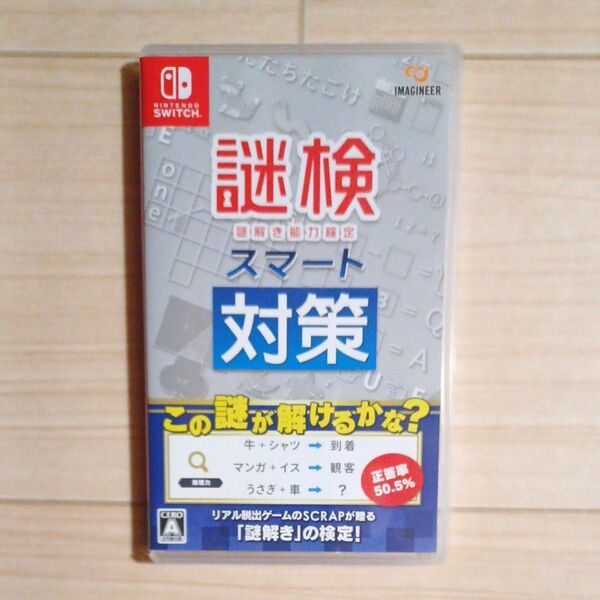 NINTENDO
SWITCH
IMAGINEER
謎検
謎解き能力検定
スマート
対策
この謎が解けるかな?
牛+シャツ → 到着
マンガ+イス → 観客
うさぎ+車 → ?
正答率
50.5%
リアル脱出ゲームのSCRAPが贈る
「謎解き」の検定!
CERO
A
one